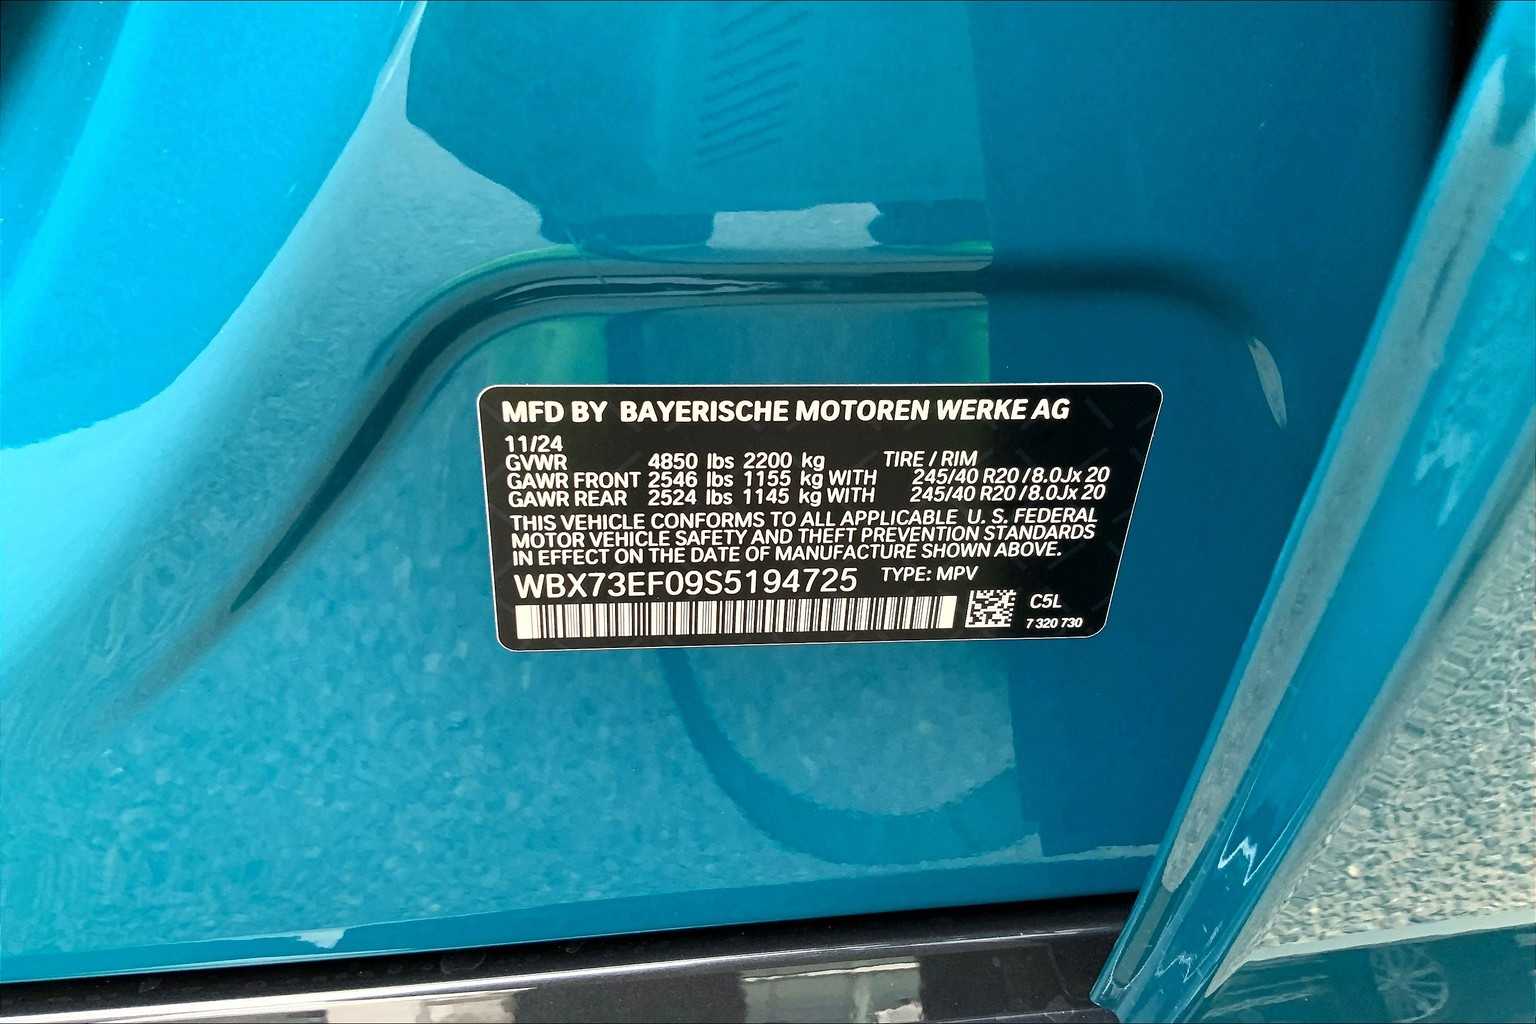 MFD BY BAYERISCHE MOTOREN WERKE AG
11/24
GVWR 4850 lbs 2200 kg TIRE / RIM
GAWR FRONT 2546 lbs 1155 kg WITH 245/40 R20 / 8.0Jx 20
GAWR REAR 2524 lbs 1145 kg WITH 245/40 R20 / 8.0Jx 20
THIS VEHICLE CONFORMS TO ALL APPLICABLE U. S. FEDERAL
MOTOR VEHICLE SAFETY AND THEFT PREVENTION STANDARDS
IN EFFECT ON THE DATE OF MANUFACTURE SHOWN ABOVE.
WBX73EF09S5194725 TYPE: MPV
C5L
7 320 730